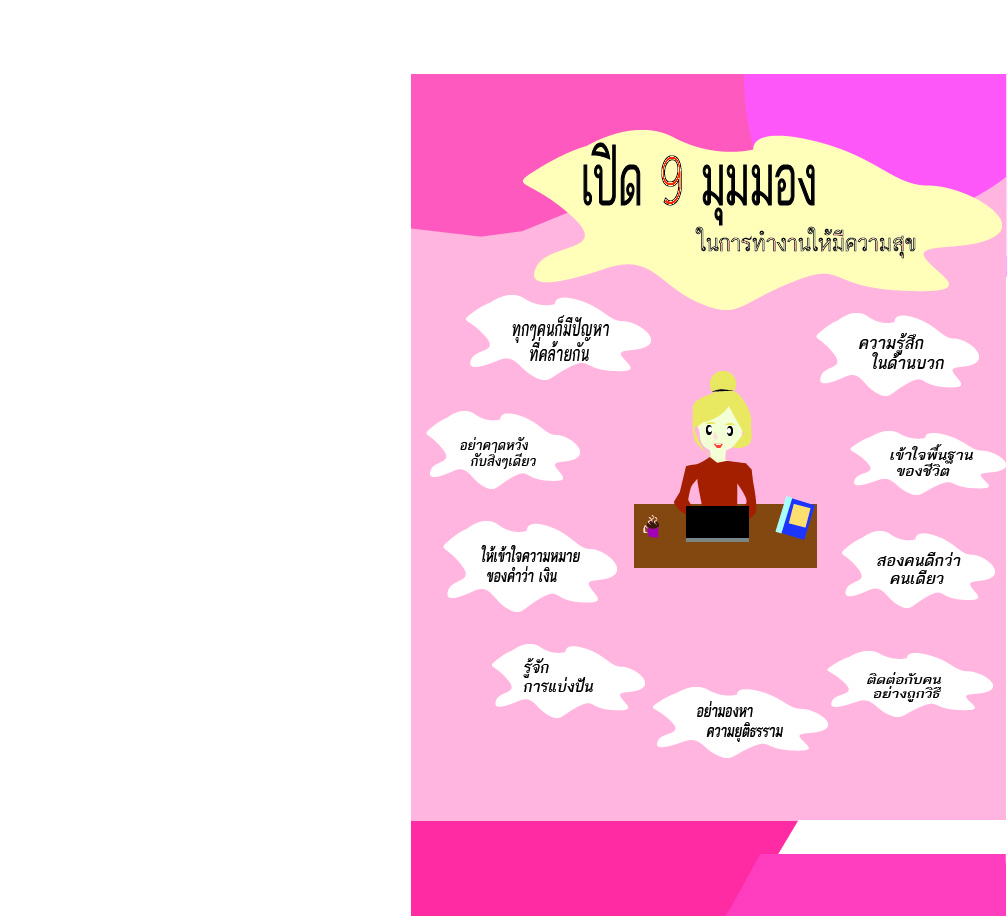 เปิด 9 มุมมอง
ในการทำงานให้มีความสุข
ทุกๆคนก็มีปัญหา
ที่คล้ายกัน
ความรู้สึก
ในด้านบวก
อย่าคาดหวัง
กับสิ่งๆเดียว
เข้าใจพื้นฐาน
ของชีวิต
ให้เข้าใจความหมาย
ของคำว่า เงิน
สองคนดีกว่า
คนเดียว
รู้จัก
การแบ่งปัน
อย่ามองหา
ความยุติธรราม
ติดต่อกับคน
อย่างถูกวิธี